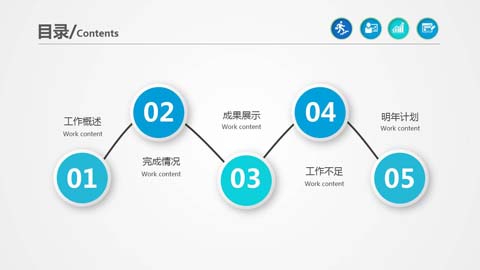 目录/Contents
01
工作概述
Work content
02
完成情况
Work content
03
成果展示
Work content
04
工作不足
Work content
05
明年计划
Work content